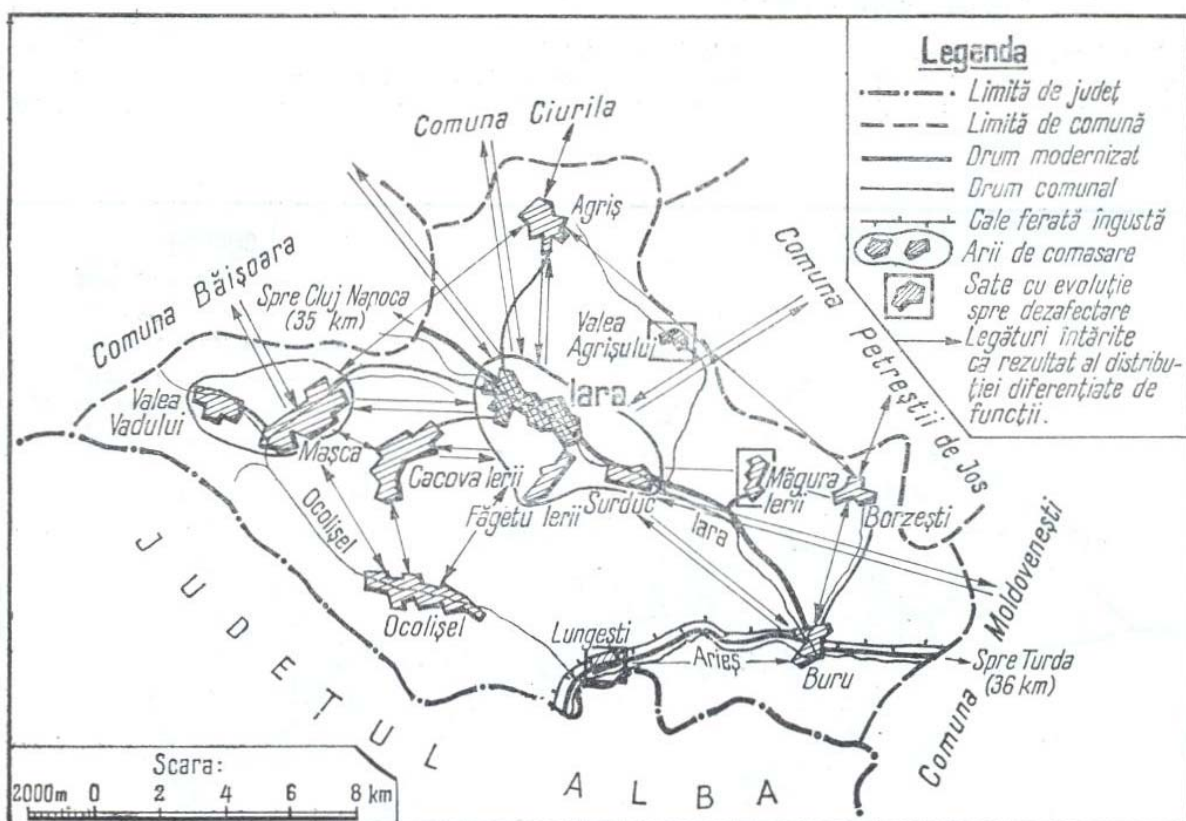 Legenda
Limită de județ
Limită de comună
Drum modernizat
Drum comunal
Cale ferată îngustă
Arii de comasare
Sate cu evoluție
spre dezafectare
Legături întărite
ca rezultat al distribu-
ției diferențiate de
funcții.
Comuna Ciurila
Agriș
Comuna Băișoara
Spre Cluj Napoca
(35 km)
Valea
Agrișului
Comuna Petreștii de Jos
Iara
Valea
Vadului
Mașca
Cacova Ierii
Făgetu Ierii
Surduc
Măgura
Ierii
Borzești
Iara
Ocolișel
Ocolișel
Lungești
Arieș
Buru
Spre Turda
(36 km)
Comuna Moldovenești
JUDEȚUL ALBA
Scara:
2000m 0 2 4 6 8 km